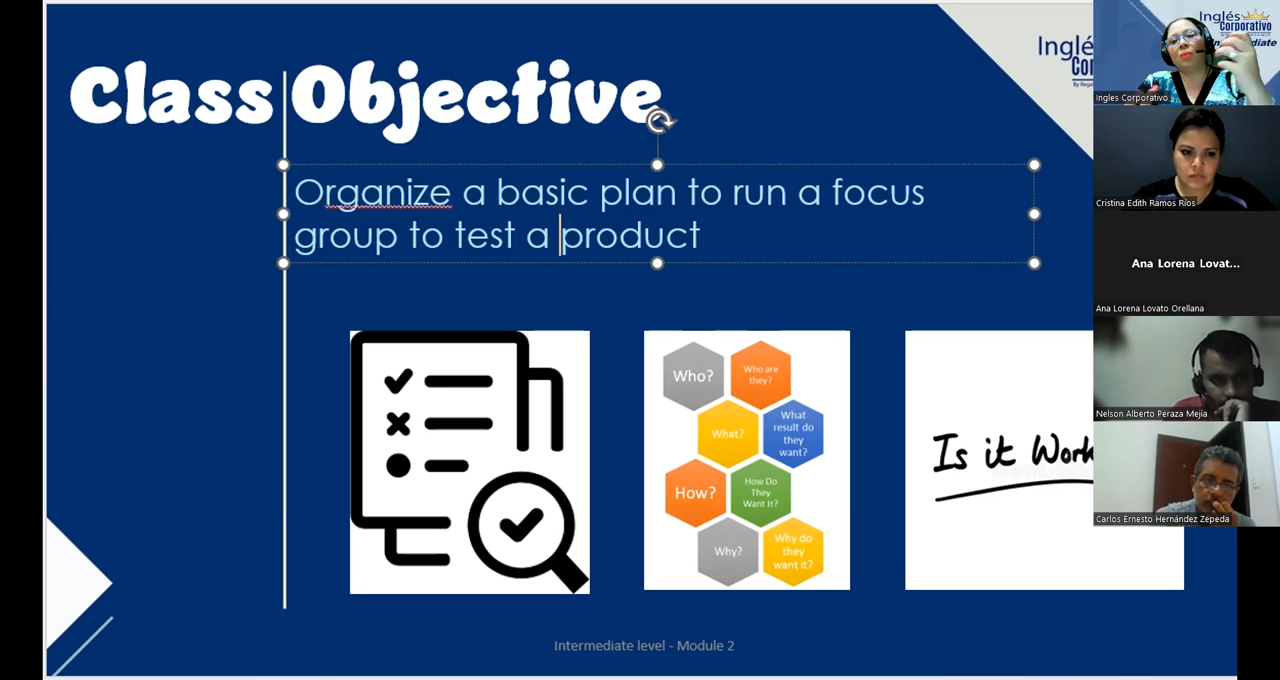 Class Objective
Organize a basic plan to run a focus
group to test a product
Who?
Who are
they?
What?
What
result do
they
want?
How?
How Do
They
Want It?
Why?
Why do
they
want it?
Is it Work
Intermediate level - Module 2
Inglé
Cor
Inglés
Corporativo
Ingles Corporativo
Cristina Edith Ramos Rios
Ana Lorena Lovat...
Ana Lorena Lovato Orellana
Nelson Alberto Peraza Mejia
Carlos Ernesto Hernández Zepeda